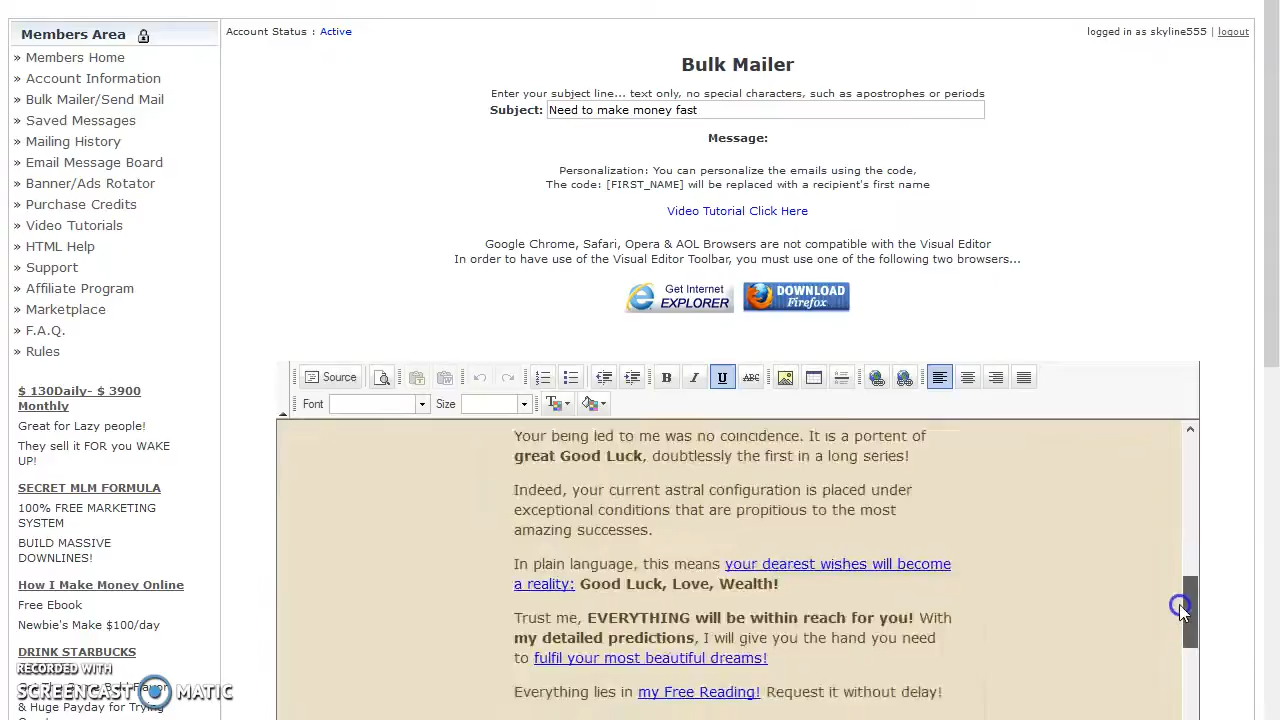 Members Area
» Members Home
» Account Information
» Bulk Mailer/Send Mail
» Saved Messages
» Mailing History
» Email Message Board
» Banner/Ads Rotator
» Purchase Credits
» Video Tutorials
» HTML Help
» Support
» Affiliate Program
» Marketplace
» F.A.Q.
» Rules
$ 130Daily- $ 3900
Monthly
Great for Lazy people!
They sell it FOR you WAKE
UP!
SECRET MLM FORMULA
100% FREE MARKETING
SYSTEM
BUILD MASSIVE
DOWNLINES!
How I Make Money Online
Free Ebook
Newbie's Make $100/day
DRINK STARBUCKS
& Huge Payday for Trying
RECORDED WITH
SCREENCAST MATIC
Account Status : Active
logged in as skyline555 | logout
Bulk Mailer
Enter your subject line... text only, no special characters, such as apostrophes or periods
Subject: Need to make money fast
Message:
Personalization: You can personalize the emails using the code,
The code: [FIRST_NAME] will be replaced with a recipient's first name
Video Tutorial Click Here
Google Chrome, Safari, Opera & AOL Browsers are not compatible with the Visual Editor
In order to have use of the Visual Editor Toolbar, you must use one of the following two browsers...
Get Internet
EXPLORER
DOWNLOAD
Firefox
Source
B I U ABC
Font Size
Your being led to me was no coincidence. It is a portent of
great Good Luck, doubtlessly the first in a long series!
Indeed, your current astral configuration is placed under
exceptional conditions that are propitious to the most
amazing successes.
In plain language, this means your dearest wishes will become
a reality: Good Luck, Love, Wealth!
Trust me, EVERYTHING will be within reach for you! With
my detailed predictions, I will give you the hand you need
to fulfil your most beautiful dreams!
Everything lies in my Free Reading! Request it without delay!